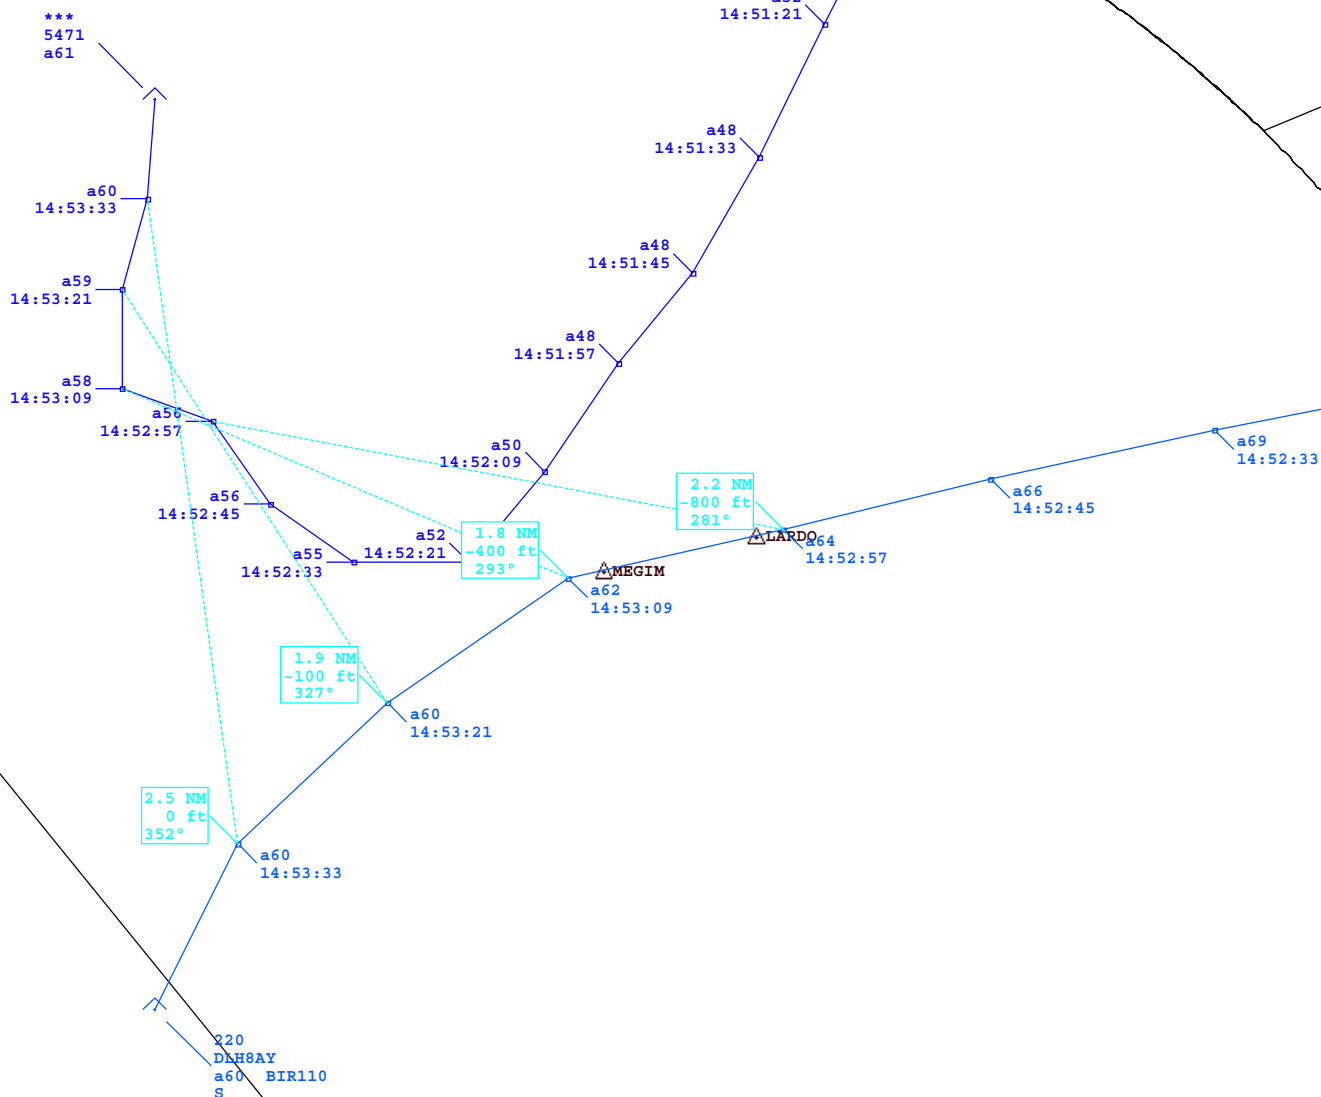 ***
5471
a61
14:51:21
a48
14:51:33
a60
14:53:33
a48
14:51:45
a59
14:53:21
a48
14:51:57
a58
14:53:09
a56
14:52:57
a50
14:52:09
a69
14:52:33
2.2 NM
-800 ft
281°
a66
14:52:45
a56
14:52:45
a52
14:52:21
1.8 NM
-400 ft
293°
LARDO
a64
14:52:57
a55
14:52:33
MEGIM
a62
14:53:09
1.9 NM
-100 ft
327°
a60
14:53:21
2.5 NM
0 ft
352°
a60
14:53:33
220
DLH8AY
a60 BIR110
S